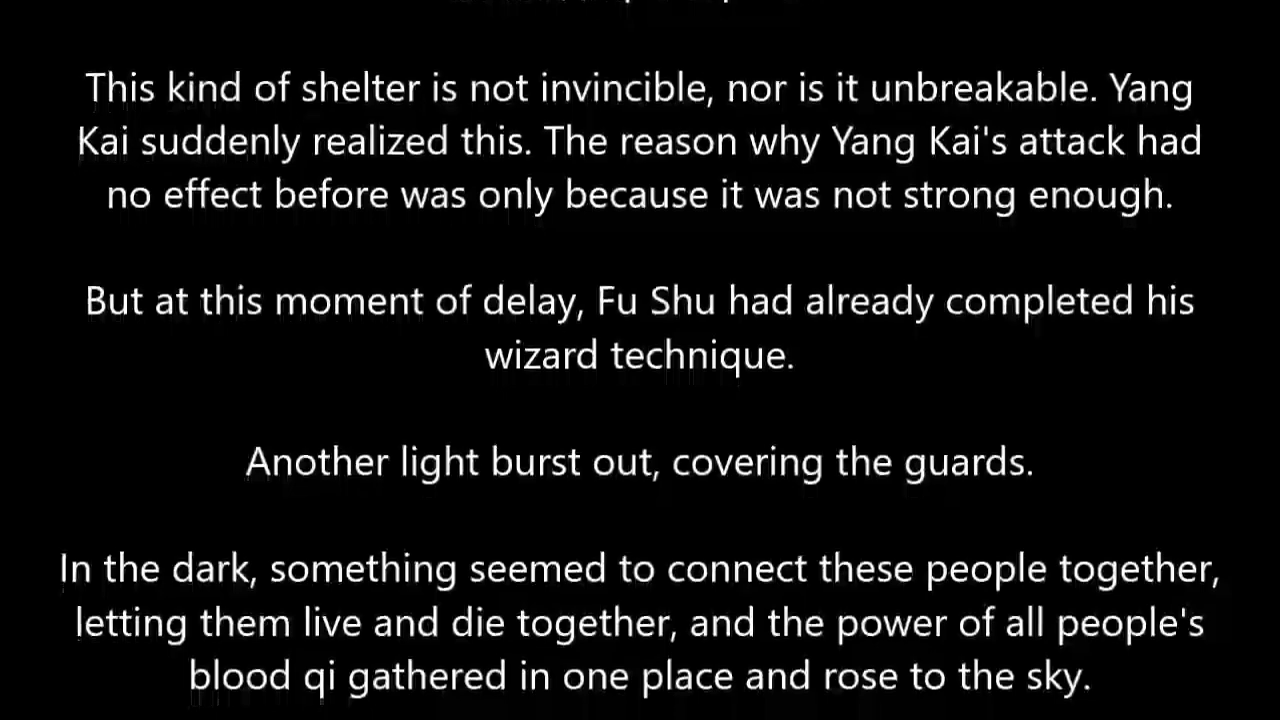 This kind of shelter is not invincible, nor is it unbreakable. Yang
Kai suddenly realized this. The reason why Yang Kai's attack had
no effect before was only because it was not strong enough.
But at this moment of delay, Fu Shu had already completed his
wizard technique.
Another light burst out, covering the guards.
In the dark, something seemed to connect these people together,
letting them live and die together, and the power of all people's
blood qi gathered in one place and rose to the sky.